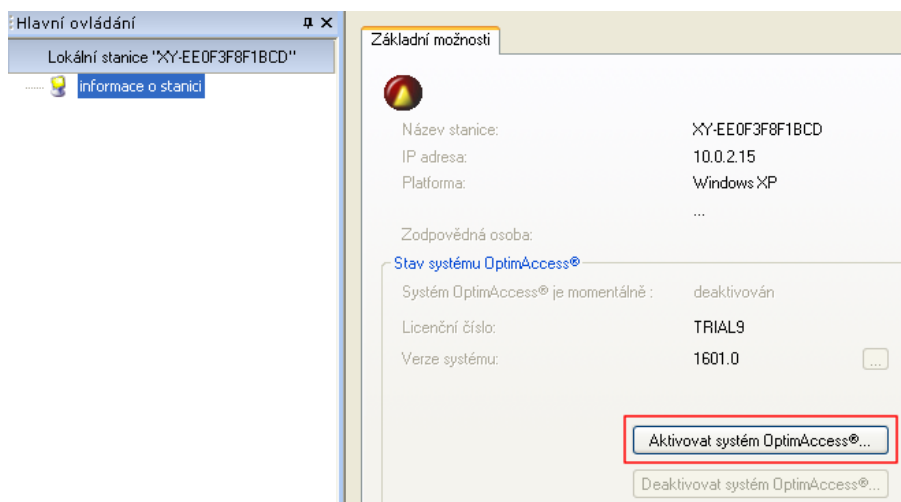 Hlavní ovládání
Lokální stanice "XY-EE0F3F8F1BCD"
informace o stanici
Základní možnosti
Název stanice: XY-EE0F3F8F1BCD
IP adresa: 10.0.2.15
Platforma: Windows XP
...
Zodpovědná osoba:
Stav systému OptimAccess®
Systém OptimAccess® je momentálně : deaktivován
Licenční číslo: TRIAL9
Verze systému: 1601.0 ...
Aktivovat systém OptimAccess®...
Deaktivovat systém OptimAccess®...